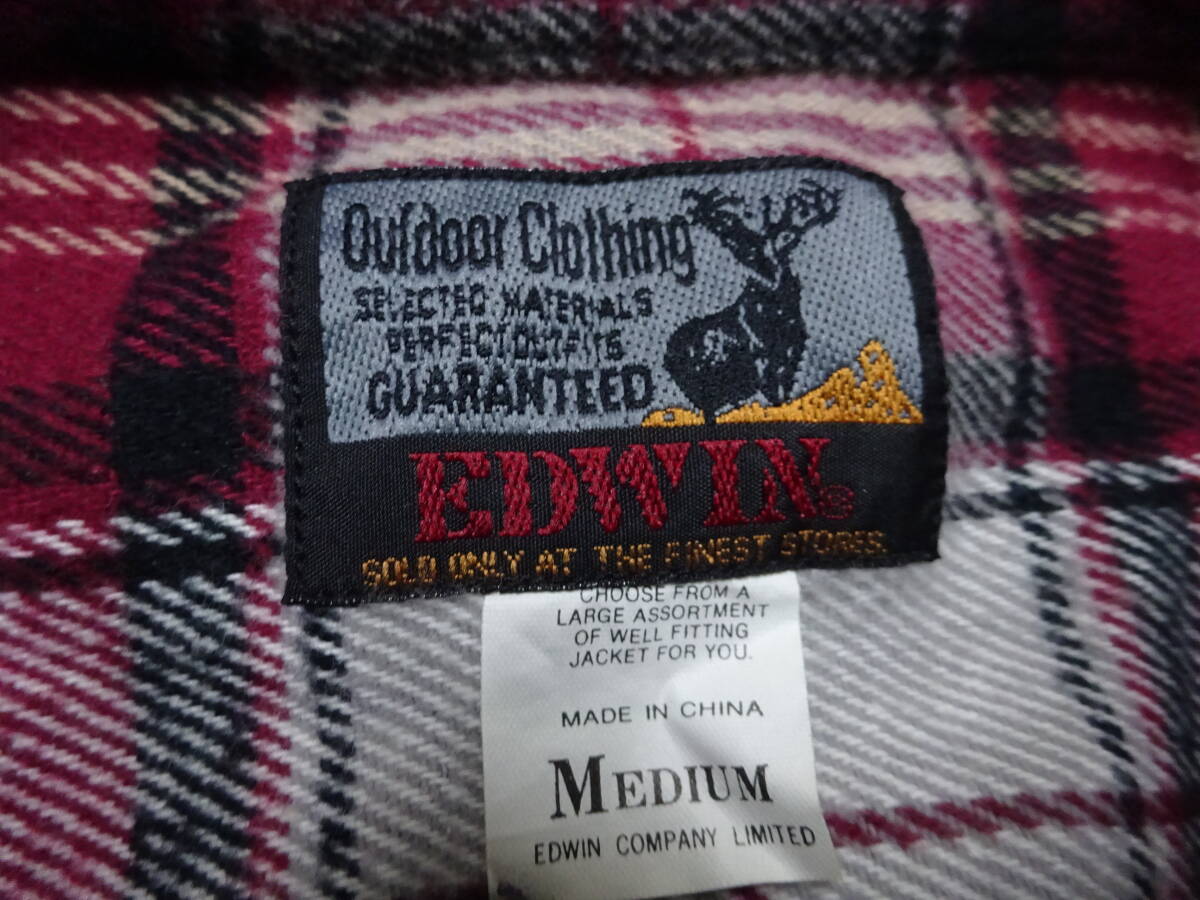 Outdoor Clothing
SELECTED MATERIALS
PERFECT OUTFITS
GUARANTEED
EDWIN®
SOLD ONLY AT THE FINEST STORES.
CHOOSE FROM A
LARGE ASSORTMENT
OF WELL FITTING
JACKET FOR YOU.
MADE IN CHINA
MEDIUM
EDWIN COMPANY LIMITED